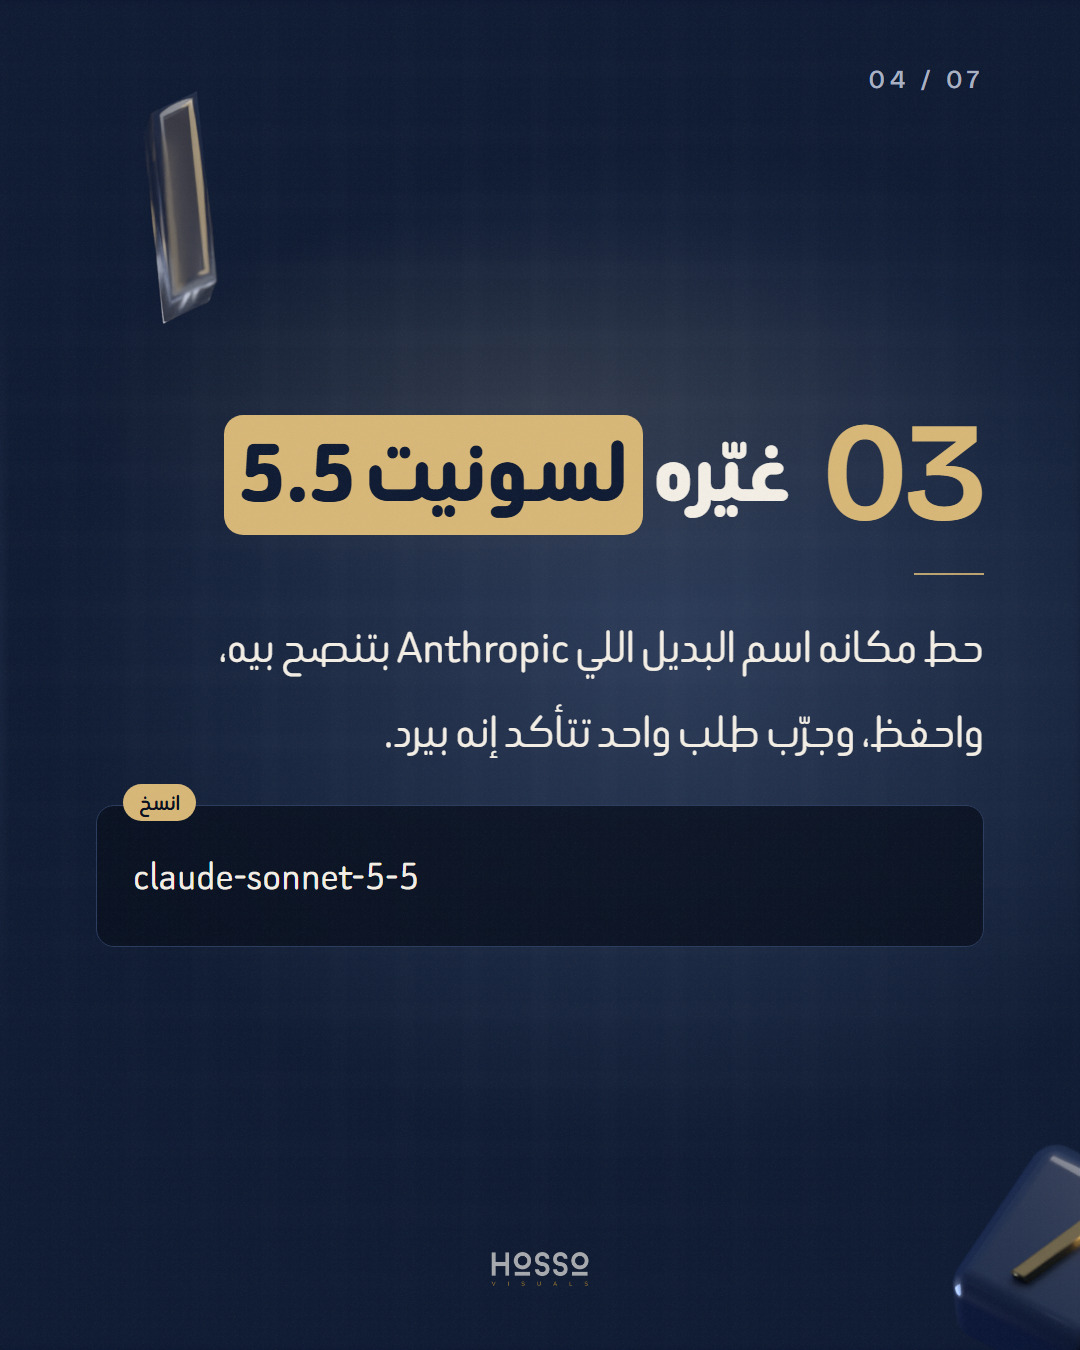 04 / 07
03 غيّره لسونيت 5.5
حط مكانه اسم البديل اللي Anthropic بتنصح بيه،
واحفظ، وجرّب طلب واحد تتأكد إنه بيرد.
انسخ
claude-sonnet-5-5
HOSSO
VISUALS